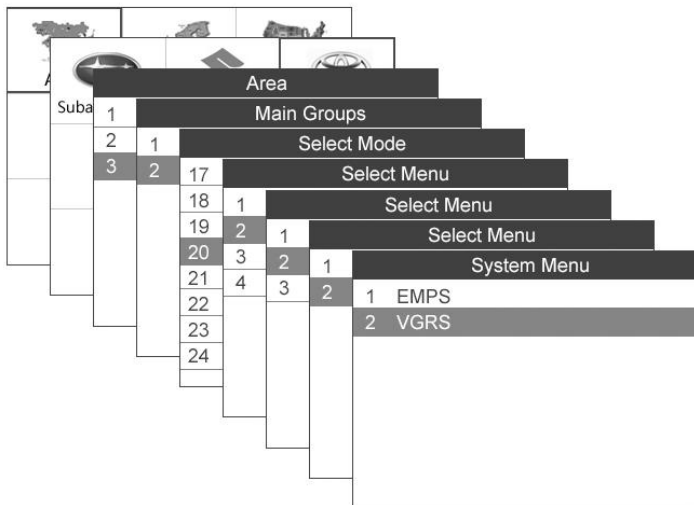 Suba
Area
1
2
3
Main Groups
1
2
Select Mode
17
18
19
20
21
22
23
24
Select Menu
1
2
3
4
Select Menu
1
2
3
Select Menu
1
2
System Menu
1 EMPS
2 VGRS